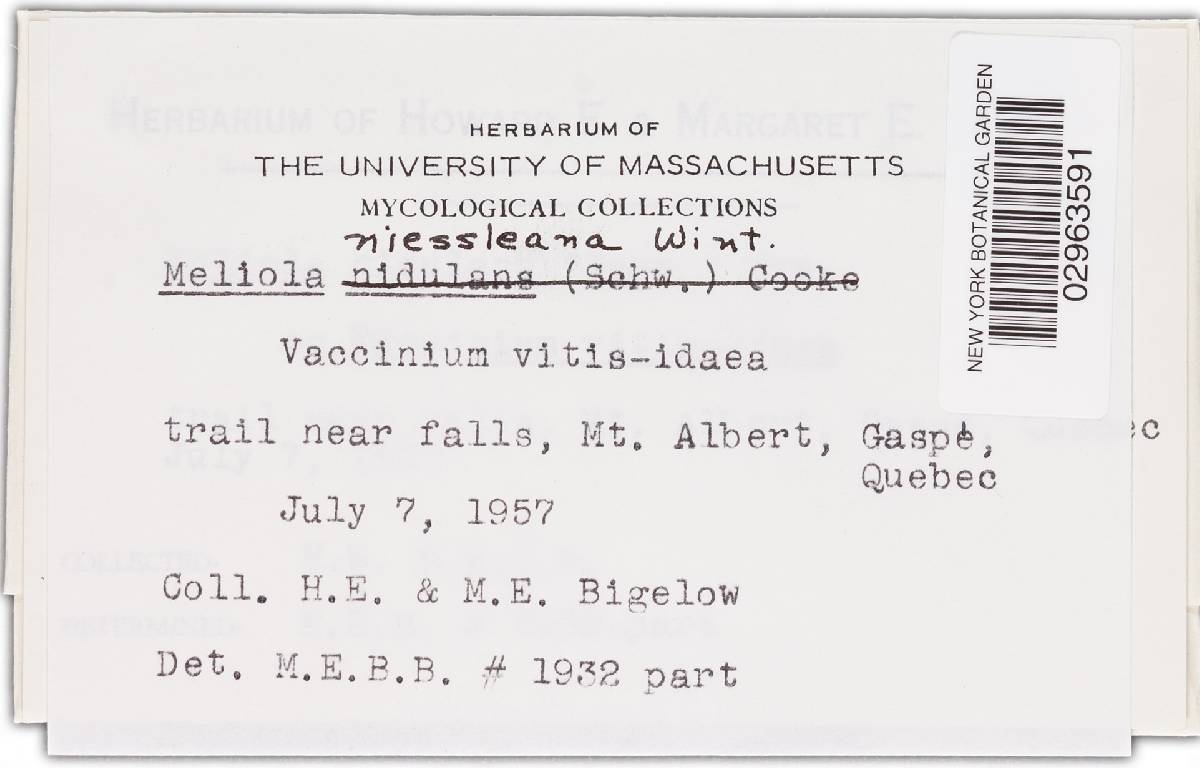 HERBARIUM OF
THE UNIVERSITY OF MASSACHUSETTS
MYCOLOGICAL COLLECTIONS
niessleana Wint.
Meliola nidulans (Schw.) Cooke
Vaccinium vitis-idaea
trail near falls, Mt. Albert, Gaspé,
Quebec
July 7, 1957
Coll. H.E. & M.E. Bigelow
Det. M.E.B.B. # 1932 part
NEW YORK BOTANICAL GARDEN
02963591